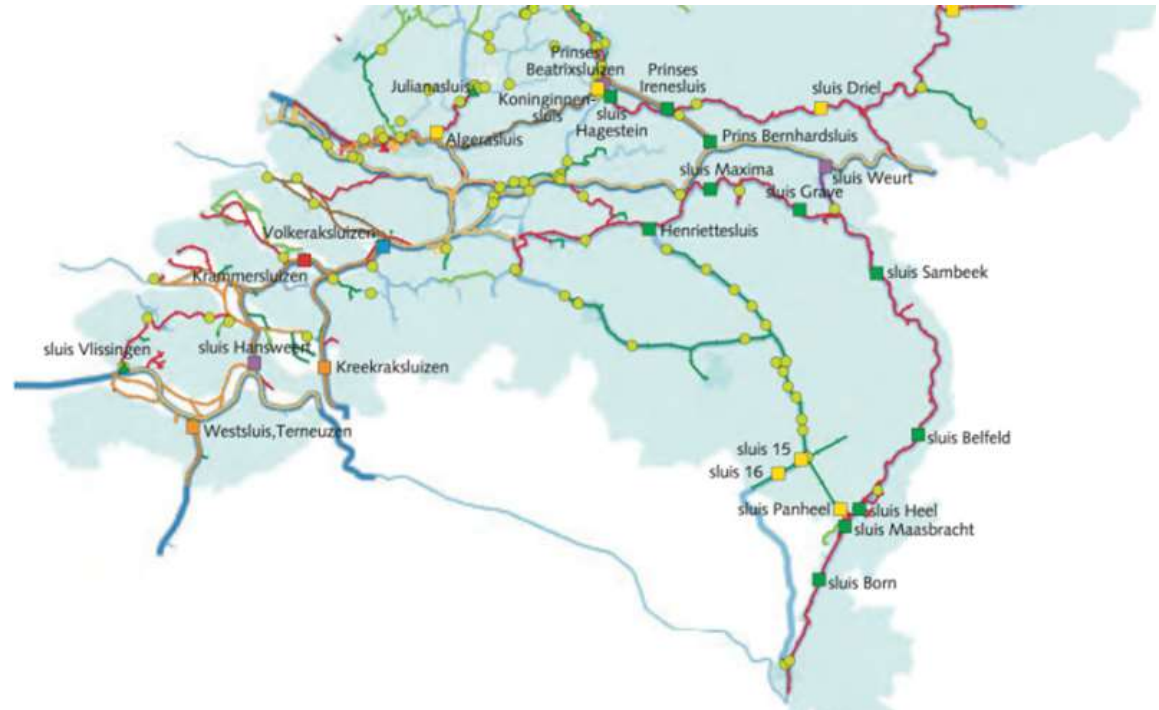 Prinses
Beatrixsluizen
Prinses
Irenesluis
Julianasluis
sluis Driel
Koninginnen-
sluis
sluis
Hagestein
Algerasluis
Prins Bernhardsluis
sluis Maxima
sluis Weurt
sluis Grave
Volkeraksluizen
Henriettesluis
Krammersluizen
sluis Sambeek
sluis Vlissingen
sluis Hansweert
Kreekraksluizen
Westsluis,Terneuzen
sluis Belfeld
sluis 15
sluis 16
sluis Panheel
sluis Heel
sluis Maasbracht
sluis Born